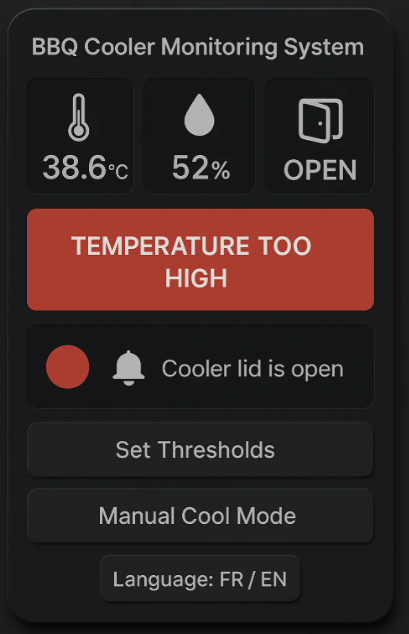 BBQ Cooler Monitoring System
38.6°C
52%
OPEN
TEMPERATURE TOO
HIGH
Cooler lid is open
Set Thresholds
Manual Cool Mode
Language: FR / EN